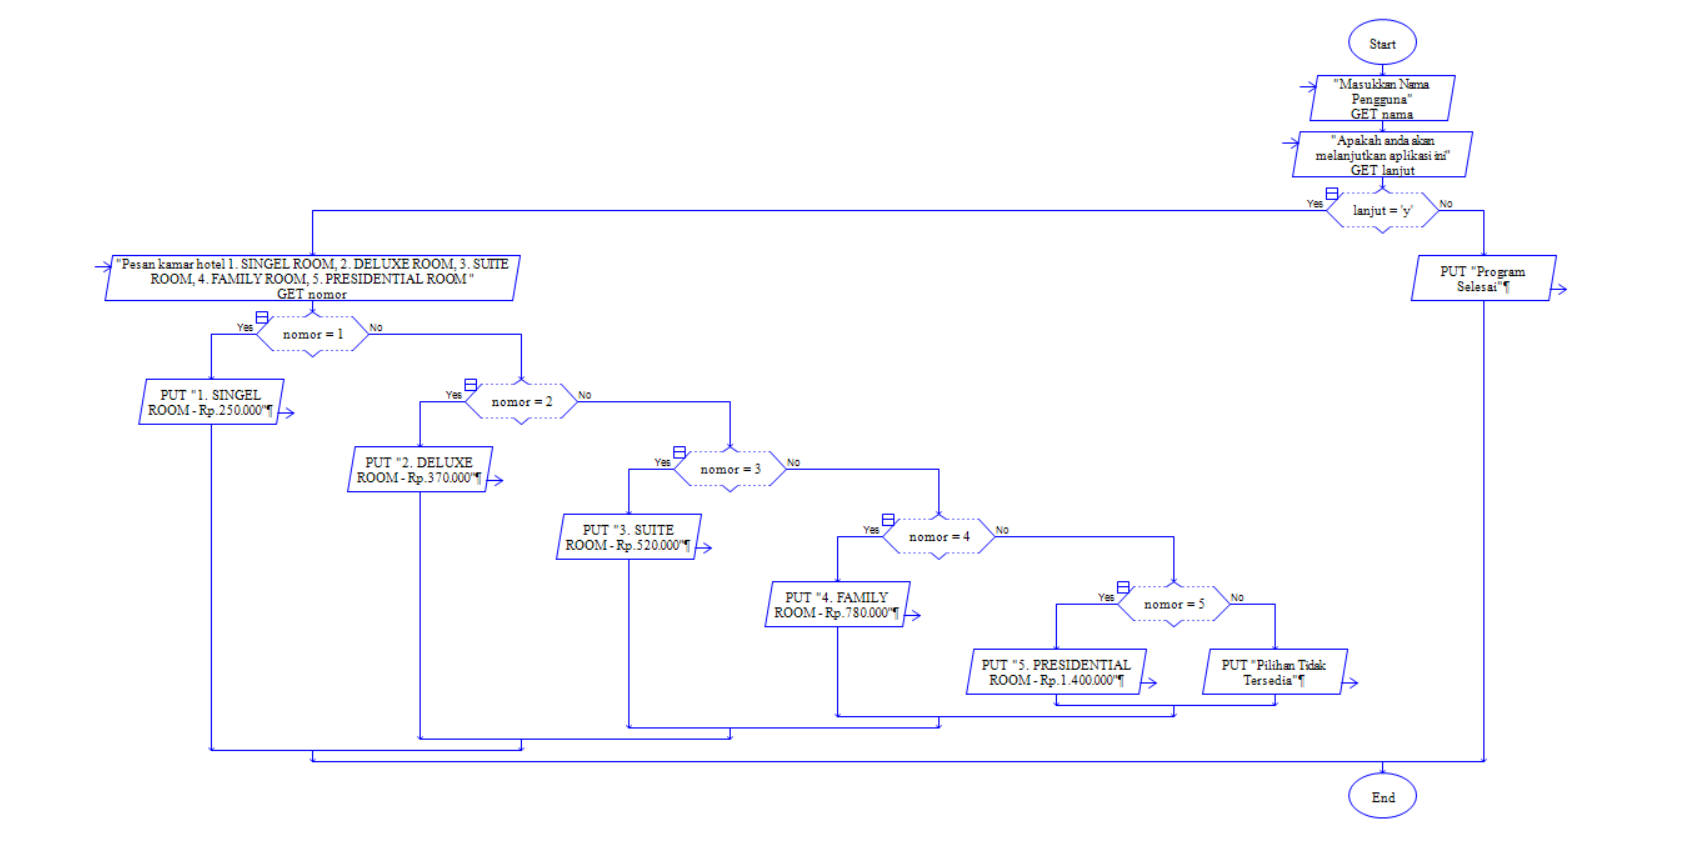 Start
"Masukkan Nama
Pengguna"
GET nama
"Apakah anda akan
melanjutkan aplikasi ini"
GET lanjut
Yes
lanjut = 'y'
No
"Pesan kamar hotel 1. SINGEL ROOM, 2. DELUXE ROOM, 3. SUITE
ROOM, 4. FAMILY ROOM, 5. PRESIDENTIAL ROOM"
GET nomor
PUT "Program
Selesai"¶
Yes
nomor = 1
No
PUT "1. SINGEL
ROOM - Rp.250.000"¶
Yes
nomor = 2
No
PUT "2. DELUXE
ROOM - Rp.370.000"¶
Yes
nomor = 3
No
PUT "3. SUITE
ROOM - Rp.520.000"¶
Yes
nomor = 4
No
PUT "4. FAMILY
ROOM - Rp.780.000"¶
Yes
nomor = 5
No
PUT "5. PRESIDENTIAL
ROOM - Rp.1.400.000"¶
PUT "Pilihan Tidak
Tersedia"¶
End